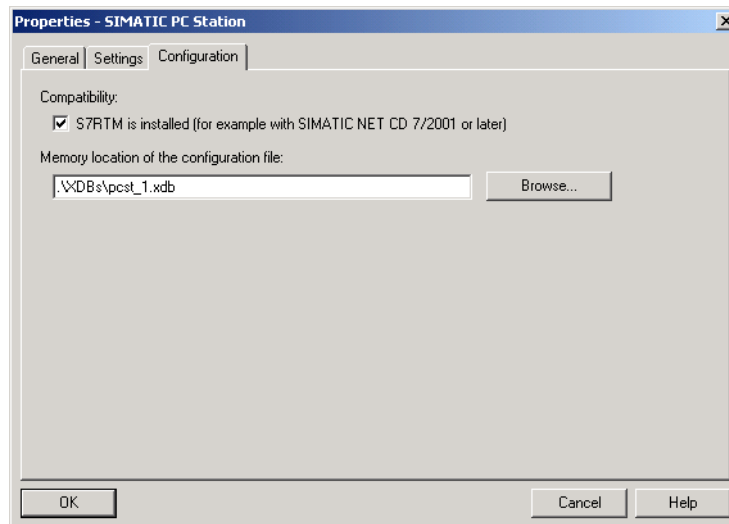 Properties - SIMATIC PC Station
General Settings Configuration
Compatibility:
S7RTM is installed (for example with SIMATIC NET CD 7/2001 or later)
Memory location of the configuration file:
.\XDBs\pcst_1.xdb Browse...
OK Cancel Help